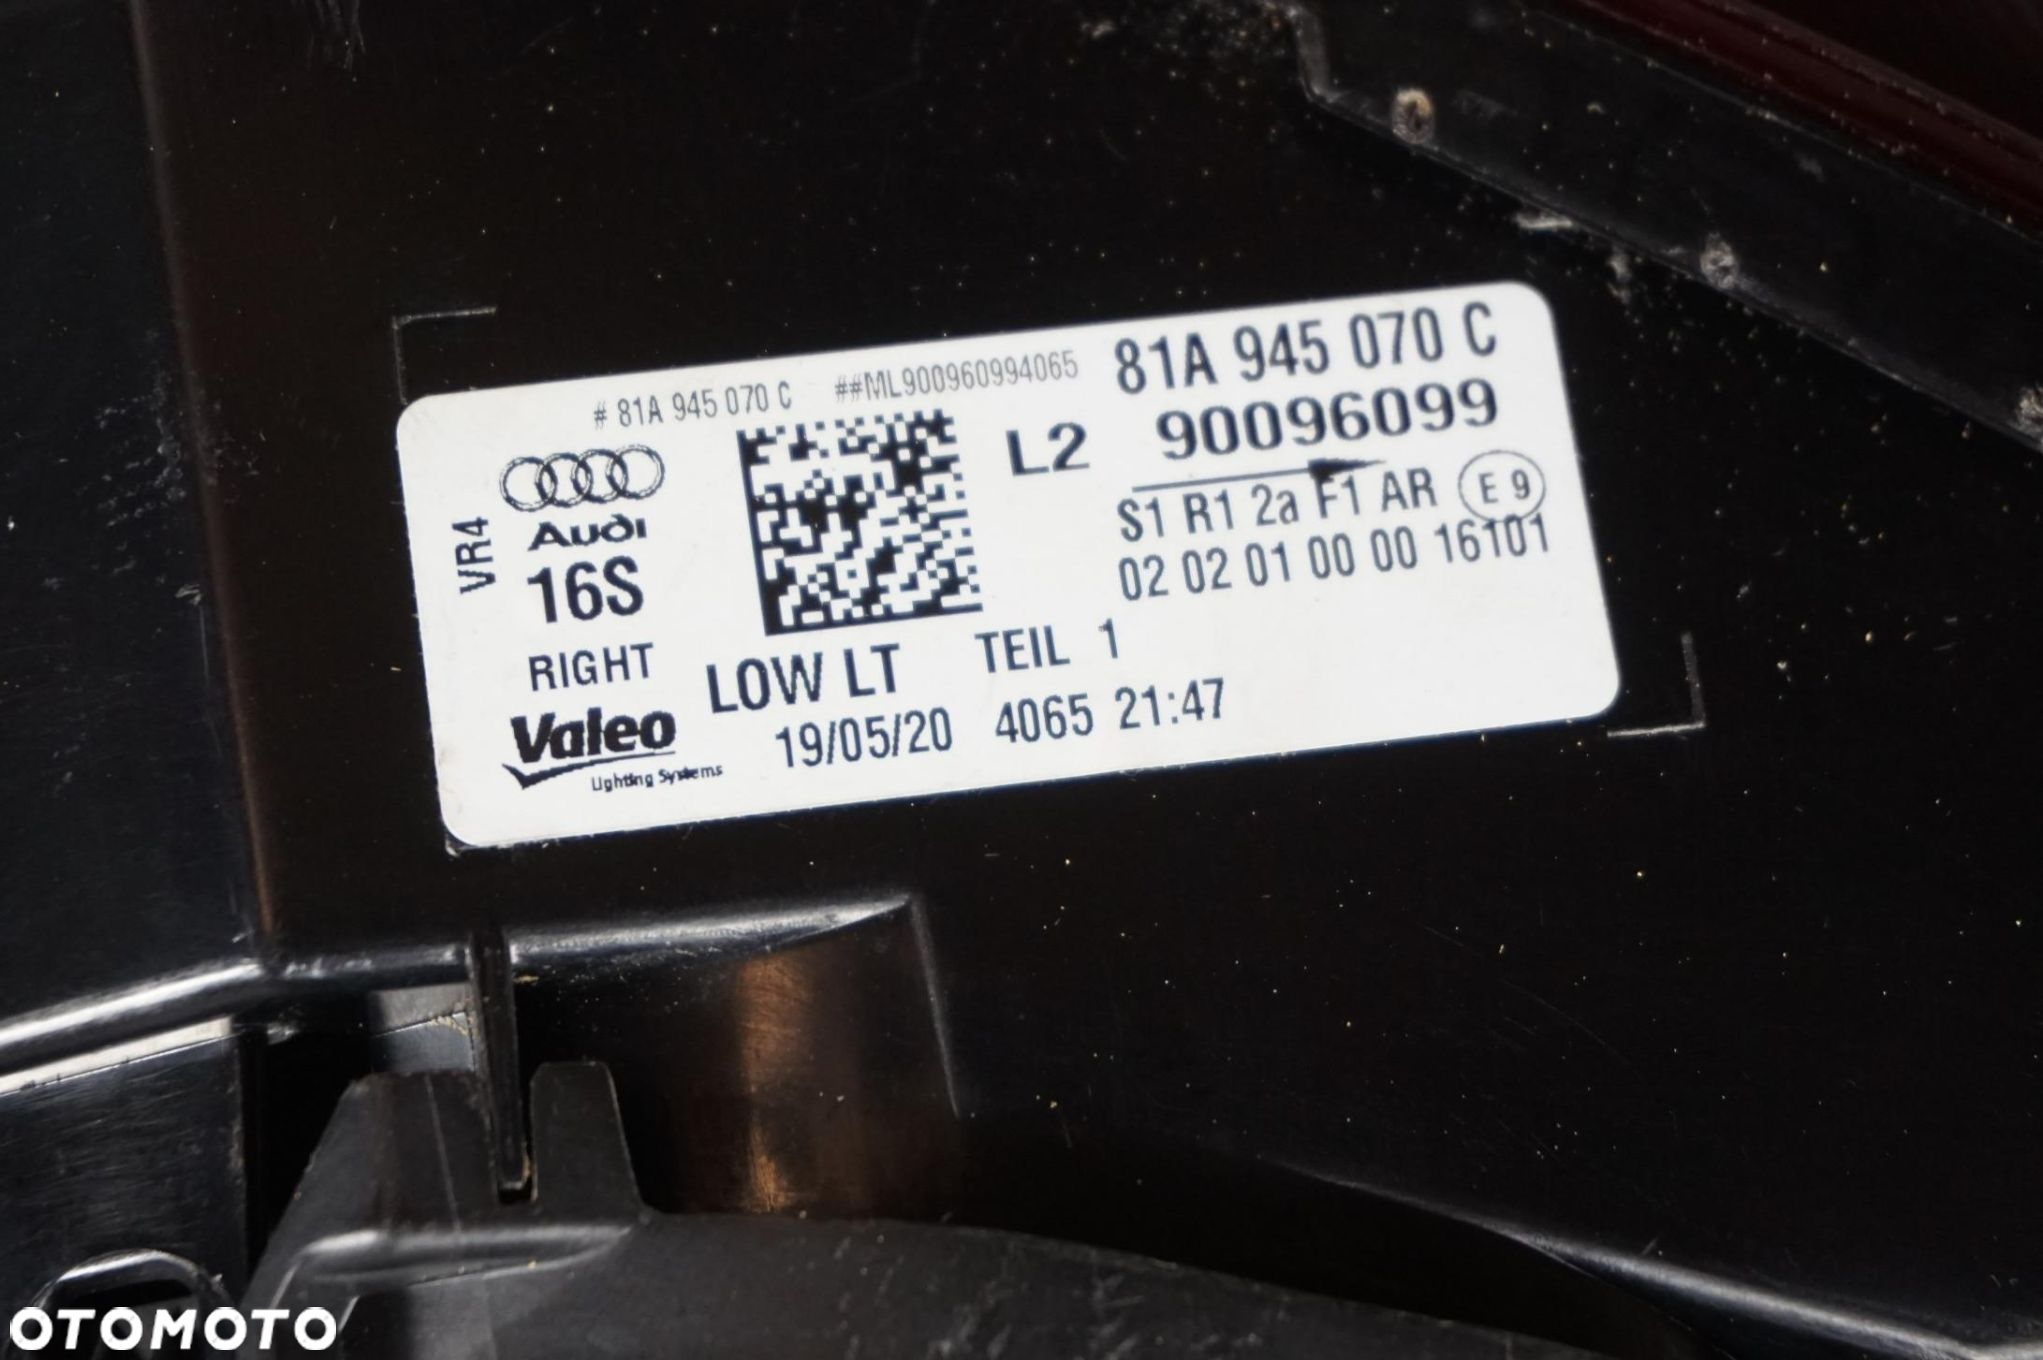 # 81A 945 070 C ##ML900960994065 81A 945 070 C
L2 90096099
Audi
S1 R1 2a F1 AR E9
VR4
16S
02 02 01 00 00 16101
RIGHT LOW LT TEIL 1
Valeo
Lighting Systems
19/05/20 4065 21:47
OTOMOTO